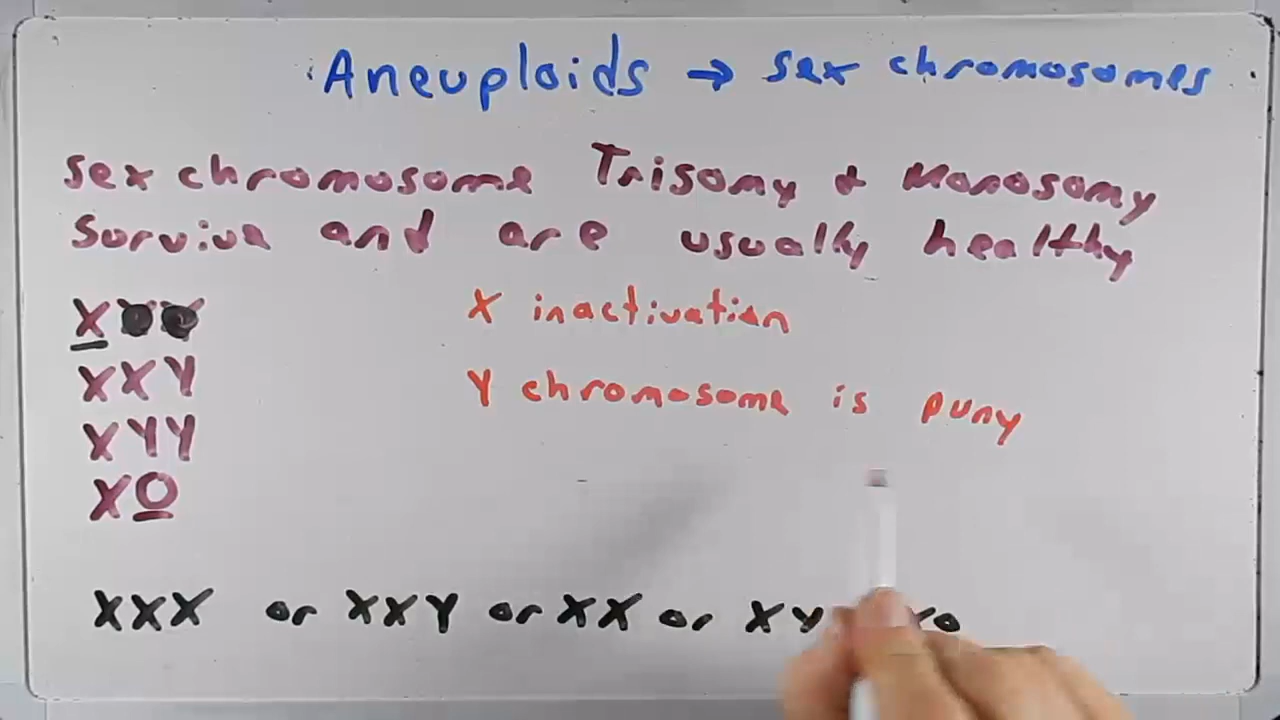 Aneuploids → sex chromosomes
sex chromosome Trisomy & Monosomy
survive and are usually healthy
X inactivation
X
XXY
Y chromosome is puny
XYY
XO
XXX or XXY or XX or XY